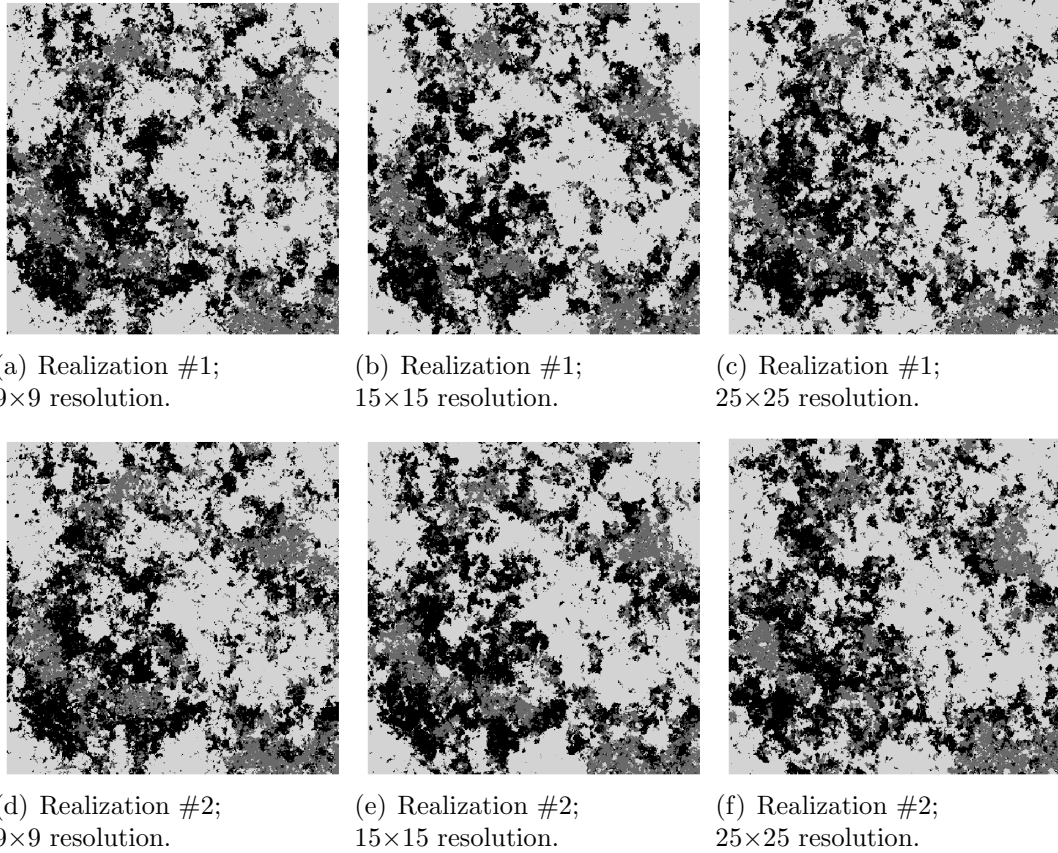 (a) Realization #1;
9×9 resolution.
(b) Realization #1;
15×15 resolution.
(c) Realization #1;
25×25 resolution.
(d) Realization #2;
9×9 resolution.
(e) Realization #2;
15×15 resolution.
(f) Realization #2;
25×25 resolution.